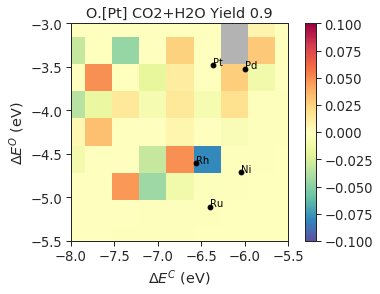 O.[Pt] CO2+H2O Yield 0.9
−3.0
−3.5
−4.0
−4.5
−5.0
−5.5
ΔE^O (eV)
Pt
Pd
Rh
Ni
Ru
−8.0 −7.5 −7.0 −6.5 −6.0 −5.5
ΔE^C (eV)
0.100
0.075
0.050
0.025
0.000
−0.025
−0.050
−0.075
−0.100